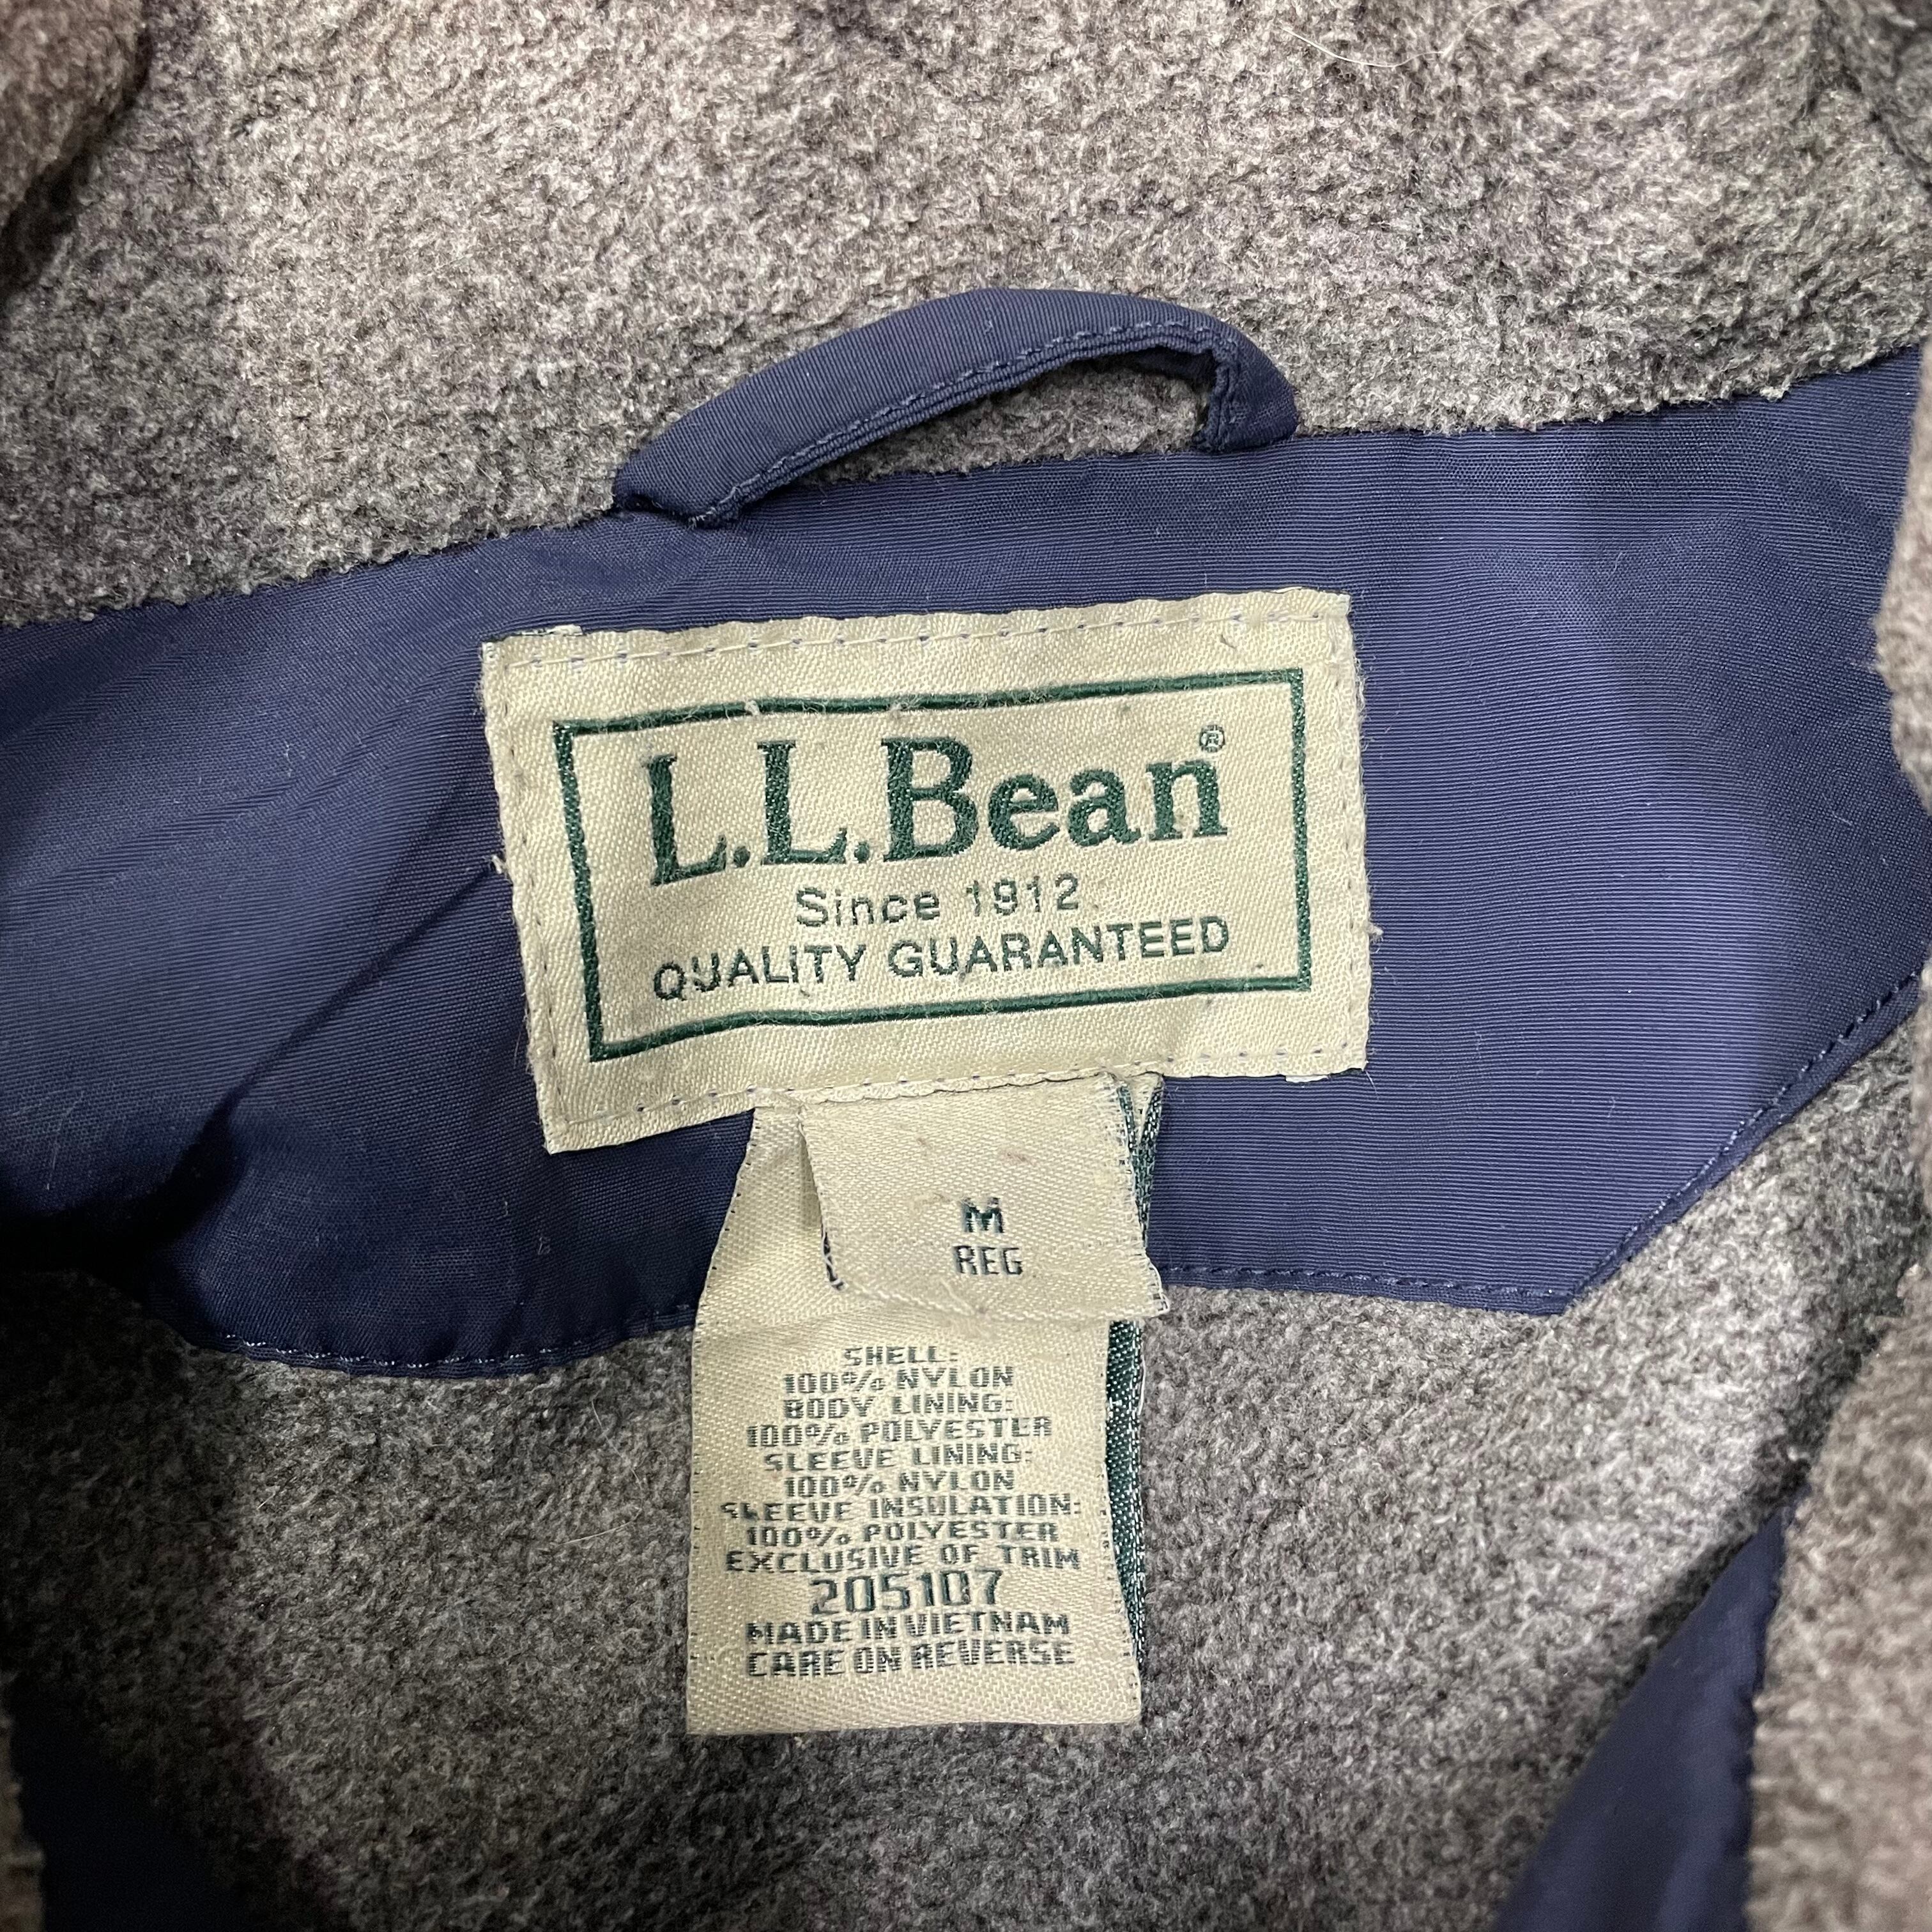 L.L.Bean®
Since 1912
QUALITY GUARANTEED
M
REG
SHELL:
100% NYLON
BODY LINING:
100% POLYESTER
SLEEVE LINING:
100% NYLON
SLEEVE INSULATION:
100% POLYESTER
EXCLUSIVE OF TRIM
205107
MADE IN VIETNAM
CARE ON REVERSE